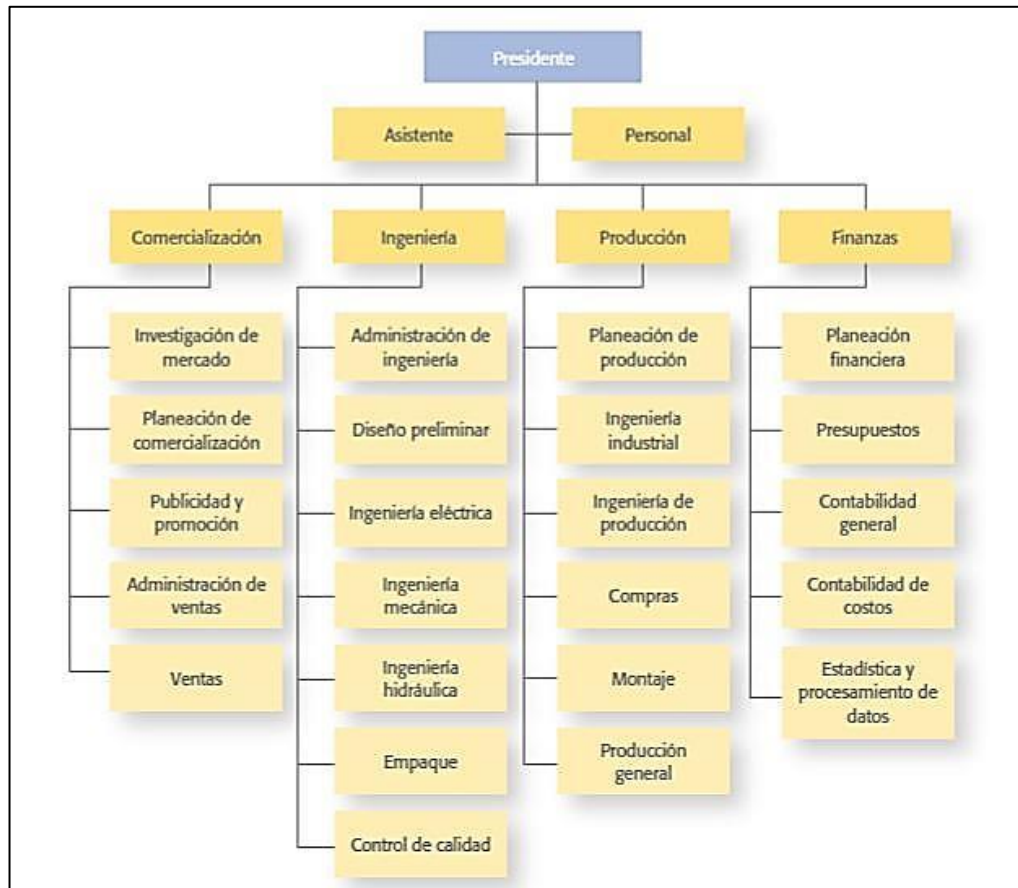 Presidente
Asistente
Personal
Comercialización
Ingeniería
Producción
Finanzas
Investigación de
mercado
Planeación de
comercialización
Publicidad y
promoción
Administración de
ventas
Ventas
Administración de
ingeniería
Diseño preliminar
Ingeniería eléctrica
Ingeniería
mecánica
Ingeniería
hidráulica
Empaque
Control de calidad
Planeación de
producción
Ingeniería
industrial
Ingeniería de
producción
Compras
Montaje
Producción
general
Planeación
financiera
Presupuestos
Contabilidad
general
Contabilidad de
costos
Estadística y
procesamiento de
datos